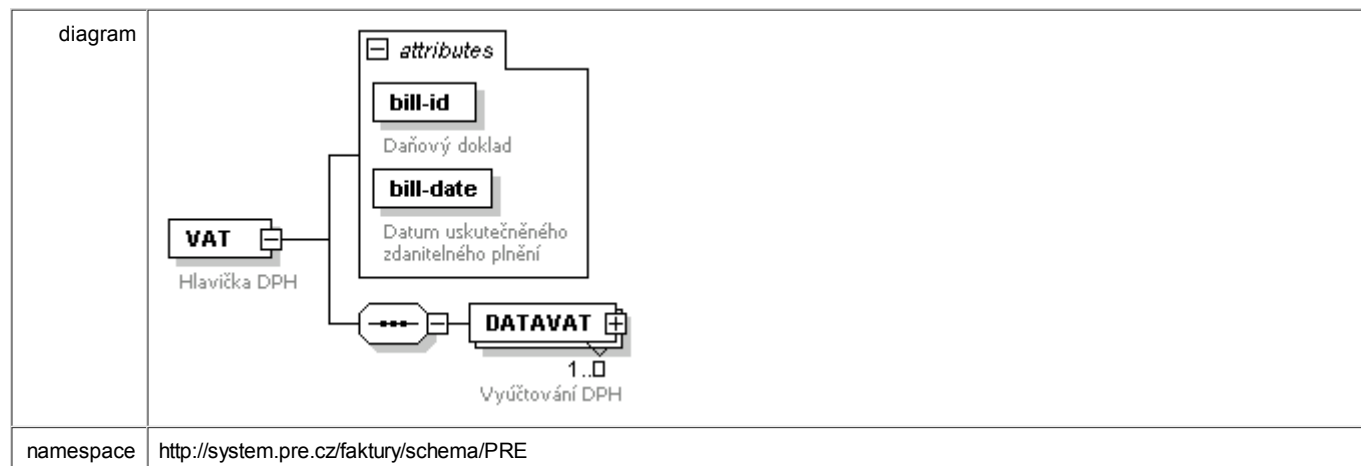 diagram
attributes
bill-id
Daňový doklad
bill-date
Datum uskutečněného
zdanitelného plnění
VAT
Hlavička DPH
DATAVAT
1..▯
Vyúčtování DPH
namespace
http://system.pre.cz/faktury/schema/PRE